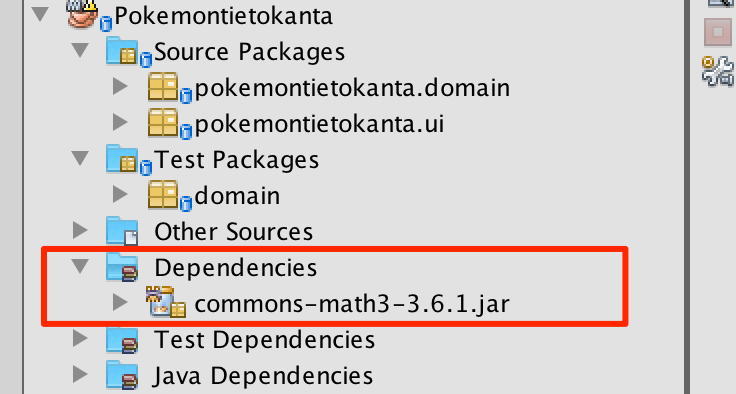 Pokemontietokanta
Source Packages
pokemontietokanta.domain
pokemontietokanta.ui
Test Packages
domain
Other Sources
Dependencies
commons-math3-3.6.1.jar
Test Dependencies
Java Dependencies